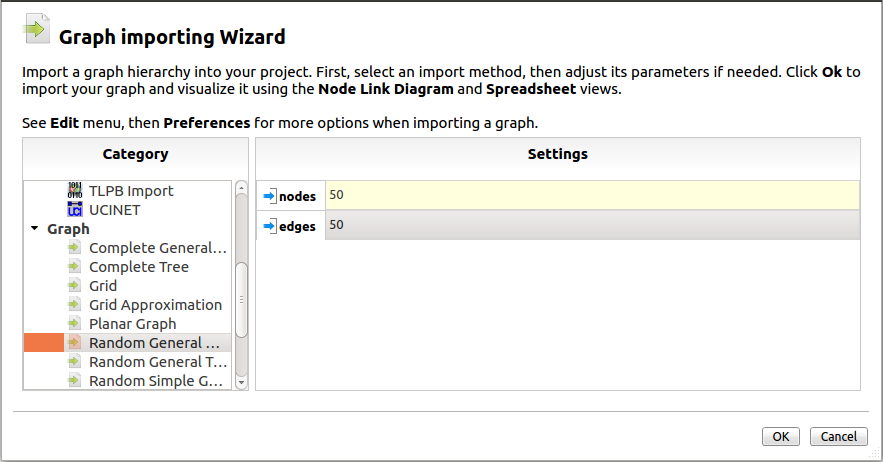 Graph importing Wizard
Import a graph hierarchy into your project. First, select an import method, then adjust its parameters if needed. Click Ok to
import your graph and visualize it using the Node Link Diagram and Spreadsheet views.
See Edit menu, then Preferences for more options when importing a graph.
Category
TLPB Import
UCINET
Graph
Complete General...
Complete Tree
Grid
Grid Approximation
Planar Graph
Random General ...
Random General T...
Random Simple G...
Settings
nodes 50
edges 50
OK Cancel